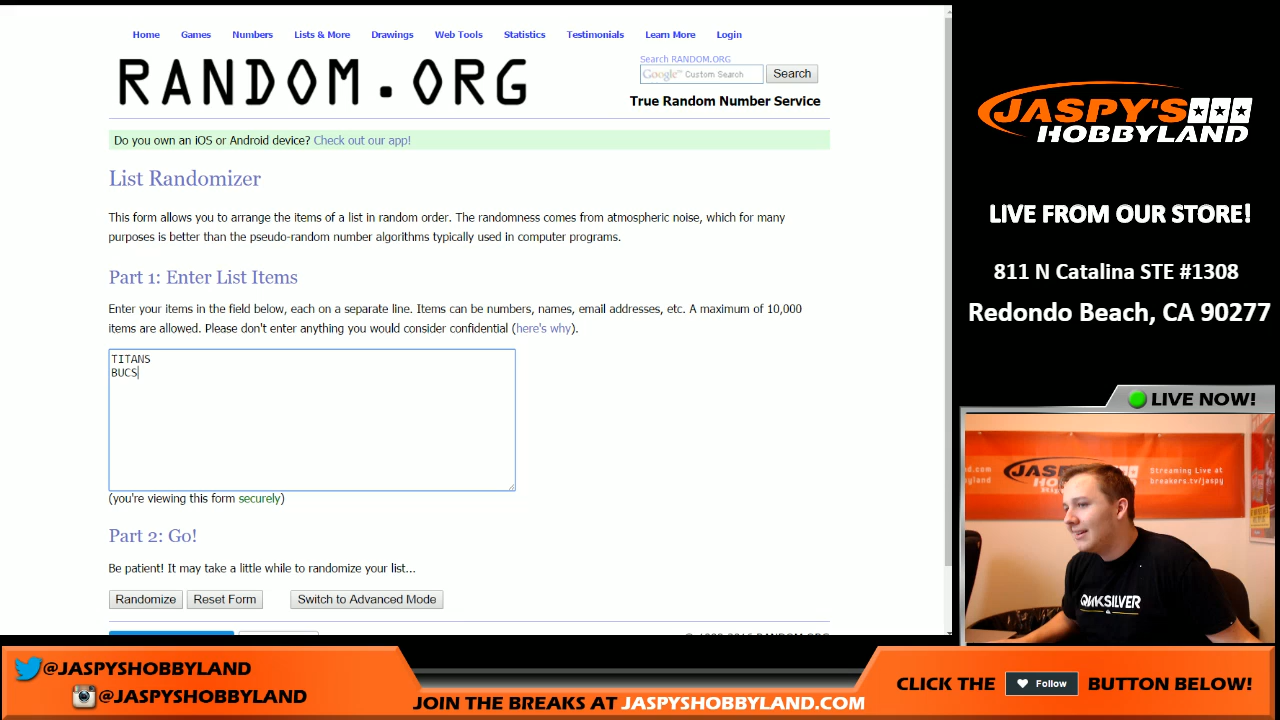 Home Games Numbers Lists & More Drawings Web Tools Statistics Testimonials Learn More Login
RANDOM.ORG
Search RANDOM.ORG
Google™ Custom Search Search
True Random Number Service
Do you own an iOS or Android device? Check out our app!
List Randomizer
This form allows you to arrange the items of a list in random order. The randomness comes from atmospheric noise, which for many
purposes is better than the pseudo-random number algorithms typically used in computer programs.
Part 1: Enter List Items
Enter your items in the field below, each on a separate line. Items can be numbers, names, email addresses, etc. A maximum of 10,000
items are allowed. Please don't enter anything you would consider confidential (here's why).
TITANS
BUCS
(you're viewing this form securely)
Part 2: Go!
Be patient! It may take a little while to randomize your list...
Randomize Reset Form Switch to Advanced Mode
JASPY'S
HOBBYLAND
LIVE FROM OUR STORE!
811 N Catalina STE #1308
Redondo Beach, CA 90277
LIVE NOW!
Streaming Live at
breakers.tv/jaspy
QUIKSILVER
@JASPYSHOBBYLAND
@JASPYSHOBBYLAND
JOIN THE BREAKS AT JASPYSHOBBYLAND.COM
CLICK THE Follow BUTTON BELOW!